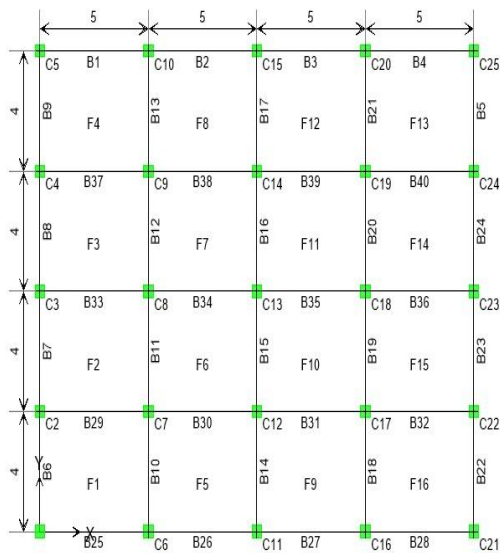 5 5 5 5
C5 B1 C10 B2 C15 B3 C20 B4 C25
4 B9 F4 B13 F8 B17 F12 B21 F13 B5
C4 B37 C9 B38 C14 B39 C19 B40 C24
4 B8 F3 B12 F7 B16 F11 B20 F14 B24
C3 B33 C8 B34 C13 B35 C18 B36 C23
4 B7 F2 B11 F6 B15 F10 B19 F15 B23
C2 B29 C7 B30 C12 B31 C17 B32 C22
4 B6 F1 B10 F5 B14 F9 B18 F16 B22
B25 C6 B26 C11 B27 C16 B28 C21